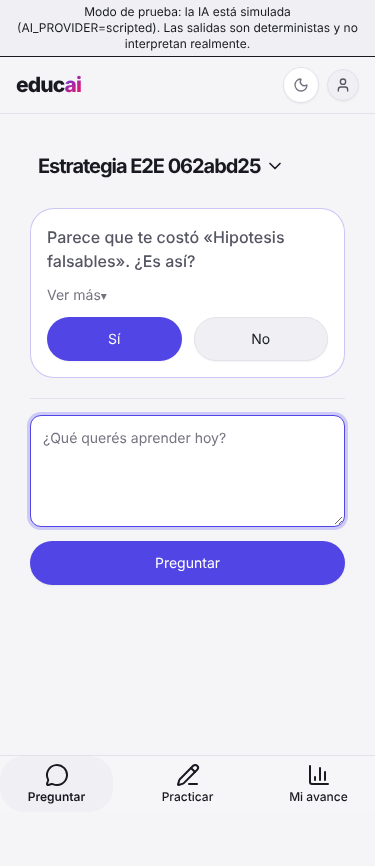 Modo de prueba: la IA está simulada
(AI_PROVIDER=scripted). Las salidas son deterministas y no
interpretan realmente.
educai
Estrategia E2E 062abd25
Parece que te costó «Hipotesis
falsables». ¿Es así?
Ver más▾
Sí
No
¿Qué querés aprender hoy?
Preguntar
Preguntar
Practicar
Mi avance